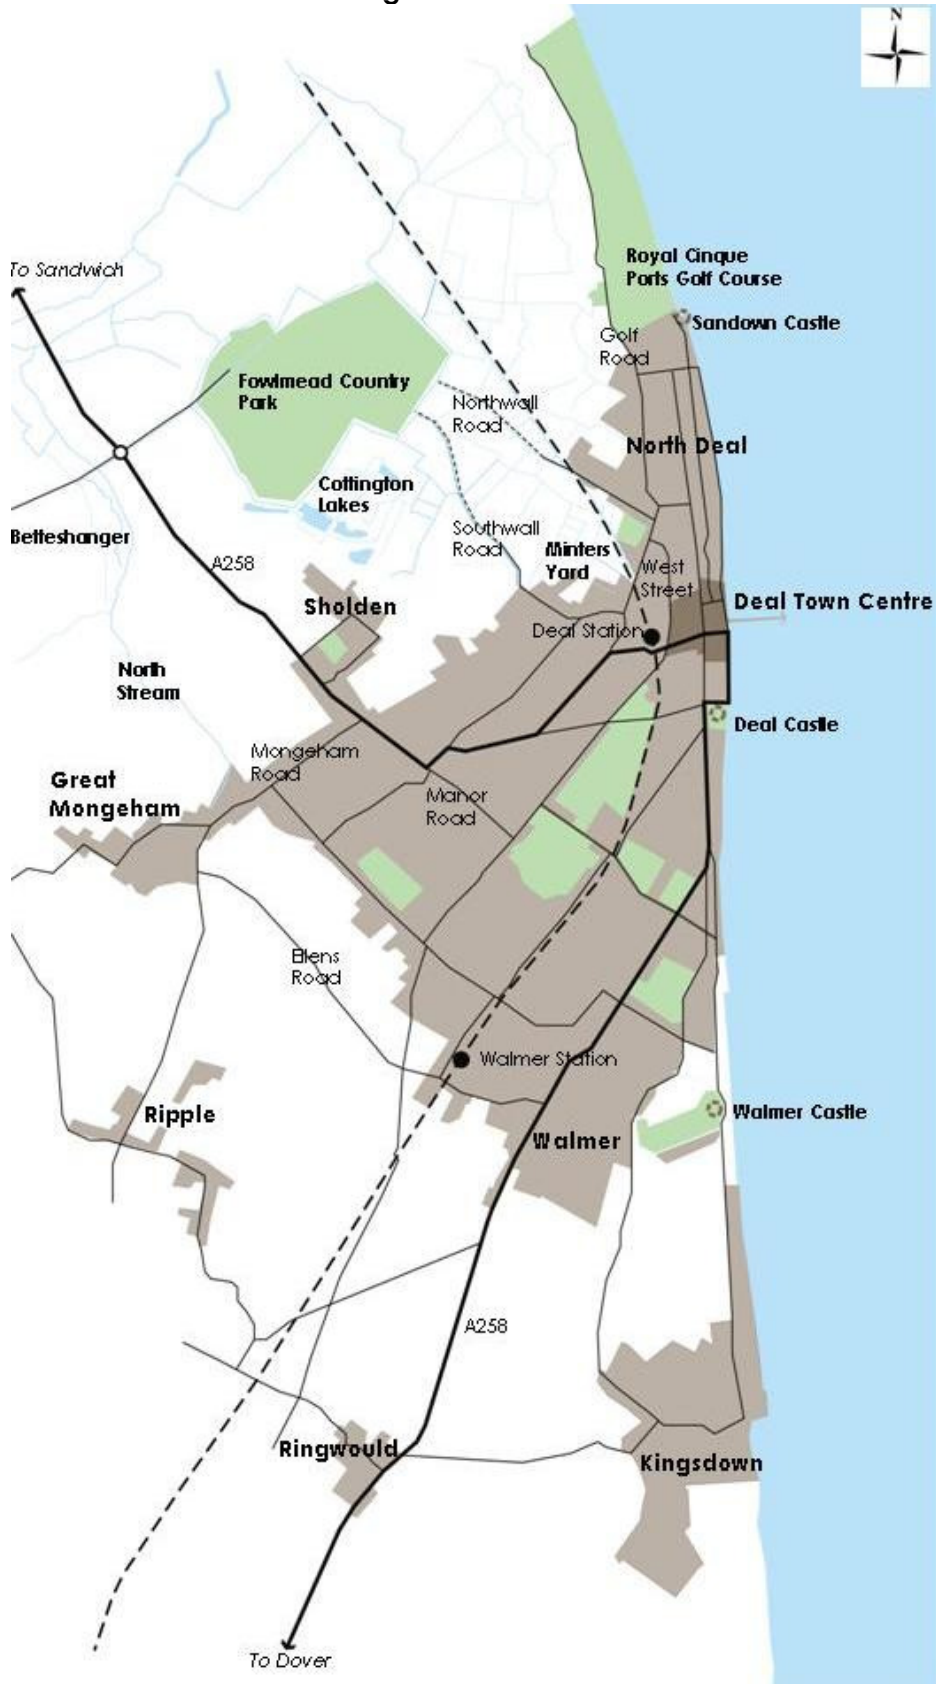 N
To Sandwich
Royal Cinque
Ports Golf Course
Sandown Castle
Golf
Road
Fowlmead Country
Park
Northwall
Road
North Deal
Cottington
Lakes
Betteshanger
A258
Southwall
Road
Minters
Yard
West
Street
Sholden
Deal Town Centre
Deal Station
North
Stream
Deal Castle
Mongeham
Road
Great
Mongeham
Manor
Road
Ellens
Road
Walmer Station
Ripple
Walmer Castle
Walmer
A258
Ringwould
Kingsdown
To Dover